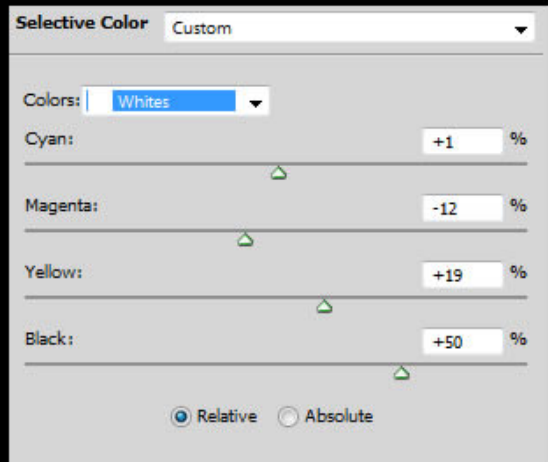 Selective Color Custom
Colors: Whites
Cyan: +1 %
Magenta: -12 %
Yellow: +19 %
Black: +50 %
Relative Absolute